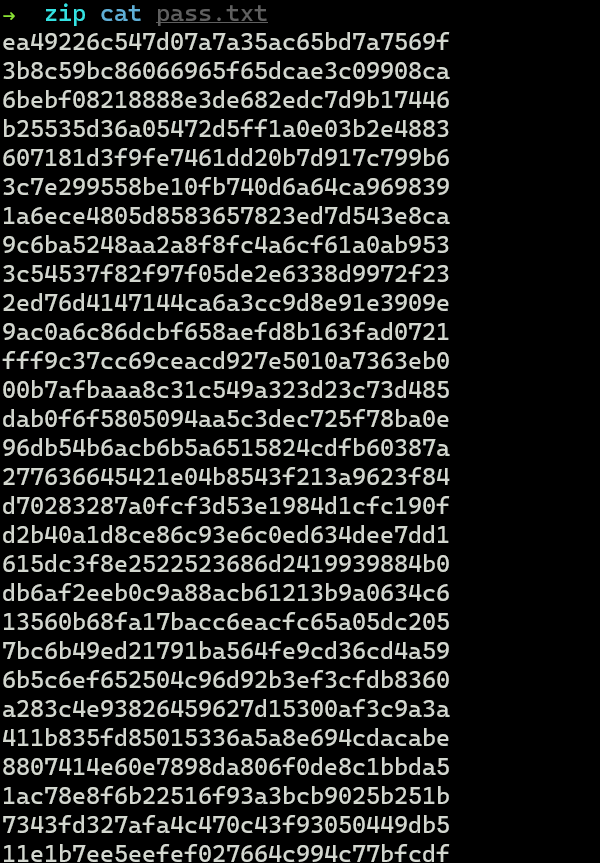 → zip cat pass.txt
ea49226c547d07a7a35ac65bd7a7569f
3b8c59bc86066965f65dcae3c09908ca
6bebf08218888e3de682edc7d9b17446
b25535d36a05472d5ff1a0e03b2e4883
607181d3f9fe7461dd20b7d917c799b6
3c7e299558be10fb740d6a64ca969839
1a6ece4805d8583657823ed7d543e8ca
9c6ba5248aa2a8f8fc4a6cf61a0ab953
3c54537f82f97f05de2e6338d9972f23
2ed76d4147144ca6a3cc9d8e91e3909e
9ac0a6c86dcbf658aefd8b163fad0721
fff9c37cc69ceacd927e5010a7363eb0
00b7afbaaa8c31c549a323d23c73d485
dab0f6f5805094aa5c3dec725f78ba0e
96db54b6acb6b5a6515824cdfb60387a
277636645421e04b8543f213a9623f84
d70283287a0fcf3d53e1984d1cfc190f
d2b40a1d8ce86c93e6c0ed634dee7dd1
615dc3f8e2522523686d2419939884b0
db6af2eeb0c9a88acb61213b9a0634c6
13560b68fa17bacc6eacfc65a05dc205
7bc6b49ed21791ba564fe9cd36cd4a59
6b5c6ef652504c96d92b3ef3cfdb8360
a283c4e93826459627d15300af3c9a3a
411b835fd85015336a5a8e694cdacabe
8807414e60e7898da806f0de8c1bbda5
1ac78e8f6b22516f93a3bcb9025b251b
7343fd327afa4c470c43f93050449db5
11e1b7ee5eefef027664c994c77bfcdf